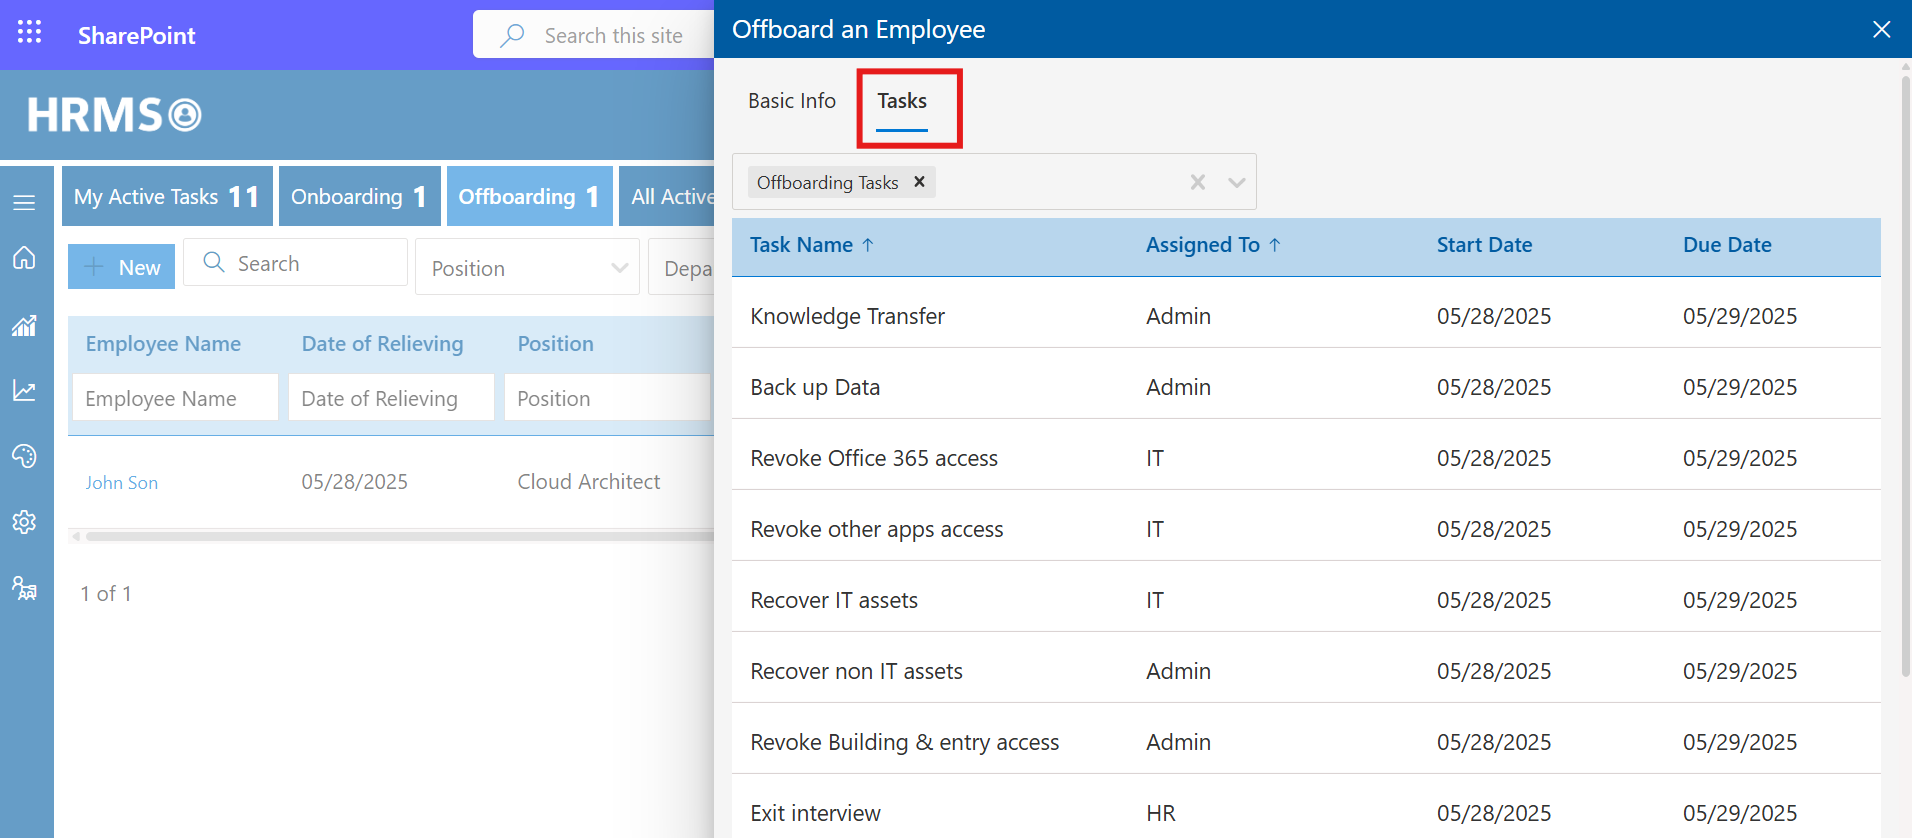 SharePoint
Search this site
HRMS
My Active Tasks 11
Onboarding 1
Offboarding 1
All Active
New
Search
Position
Depa
Employee Name Date of Relieving Position
Employee Name Date of Relieving Position
John Son 05/28/2025 Cloud Architect
1 of 1
Offboard an Employee
Basic Info
Tasks
Offboarding Tasks
Task Name Assigned To Start Date Due Date
Knowledge Transfer Admin 05/28/2025 05/29/2025
Back up Data Admin 05/28/2025 05/29/2025
Revoke Office 365 access IT 05/28/2025 05/29/2025
Revoke other apps access IT 05/28/2025 05/29/2025
Recover IT assets IT 05/28/2025 05/29/2025
Recover non IT assets Admin 05/28/2025 05/29/2025
Revoke Building & entry access Admin 05/28/2025 05/29/2025
Exit interview HR 05/28/2025 05/29/2025